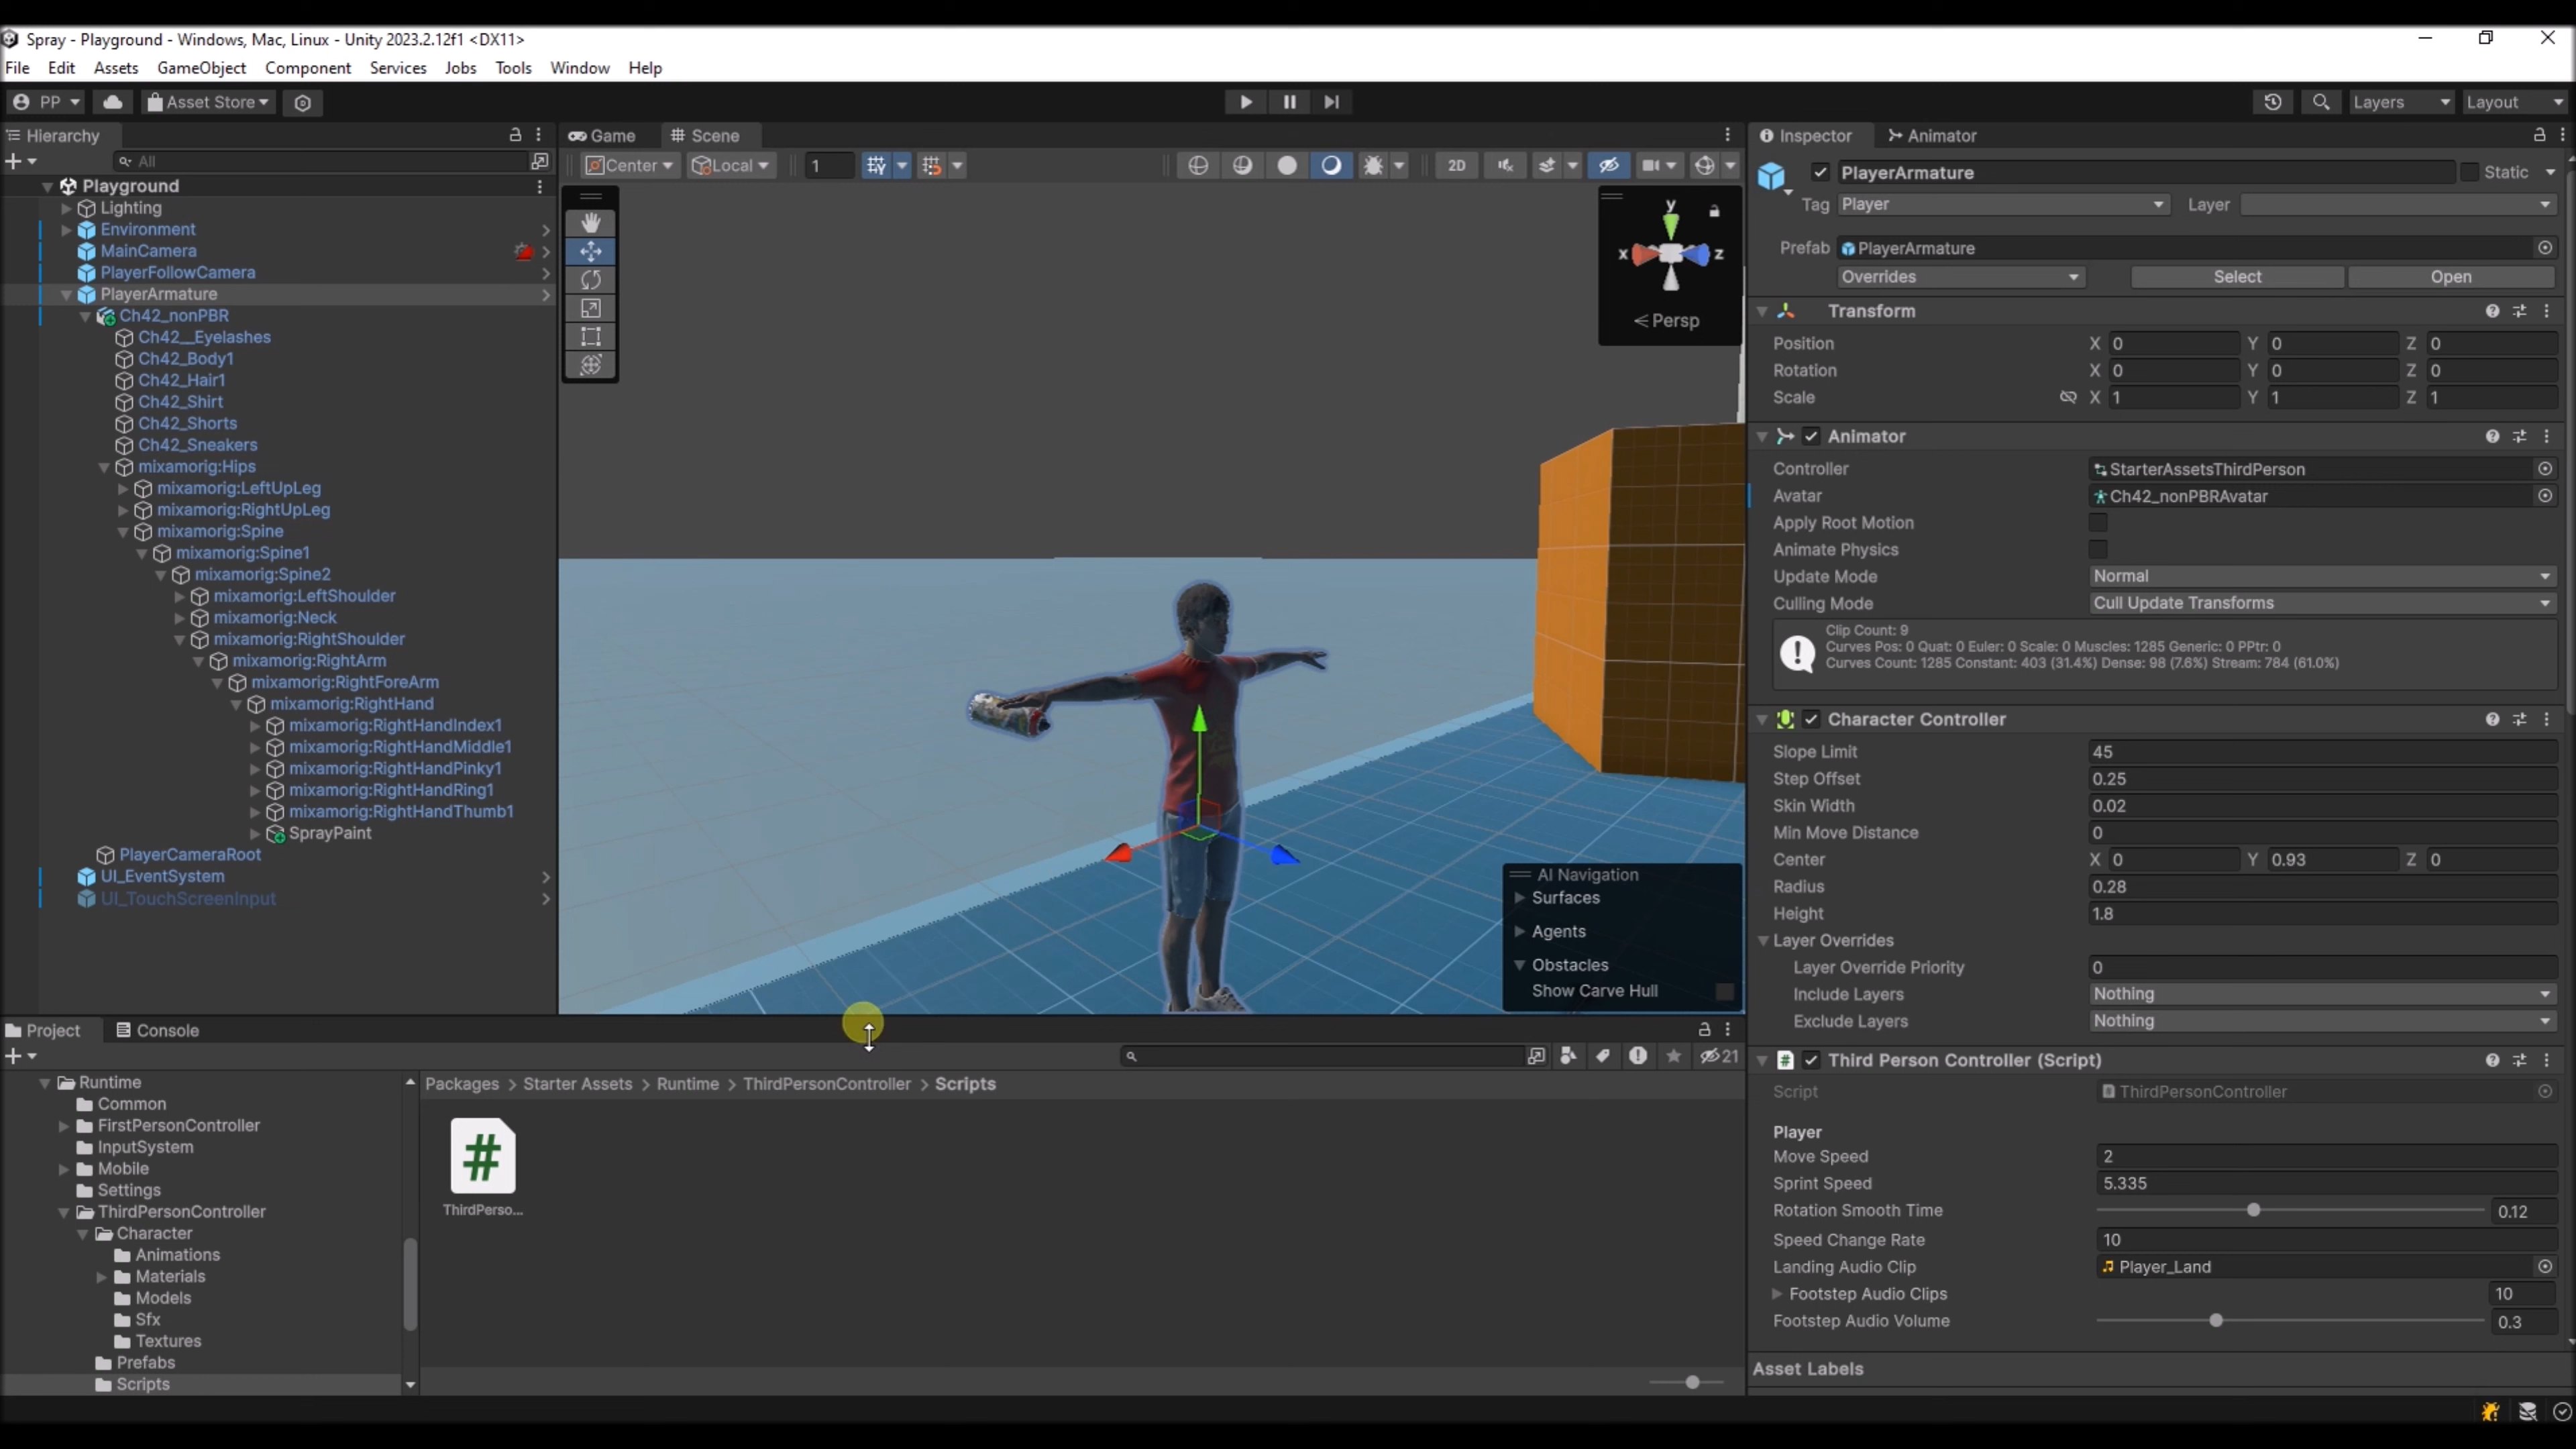 Spray - Playground - Windows, Mac, Linux - Unity 2023.2.12f1 <DX11>
File Edit Assets GameObject Component Services Jobs Tools Window Help
PP Asset Store Layers Layout
Hierarchy
All
Playground
Lighting
Environment
MainCamera
PlayerFollowCamera
PlayerArmature
Ch42_nonPBR
Ch42__Eyelashes
Ch42_Body1
Ch42_Hair1
Ch42_Shirt
Ch42_Shorts
Ch42_Sneakers
mixamorig:Hips
mixamorig:LeftUpLeg
mixamorig:RightUpLeg
mixamorig:Spine
mixamorig:Spine1
mixamorig:Spine2
mixamorig:LeftShoulder
mixamorig:Neck
mixamorig:RightShoulder
mixamorig:RightArm
mixamorig:RightForeArm
mixamorig:RightHand
mixamorig:RightHandIndex1
mixamorig:RightHandMiddle1
mixamorig:RightHandPinky1
mixamorig:RightHandRing1
mixamorig:RightHandThumb1
SprayPaint
PlayerCameraRoot
UI_EventSystem
UI_TouchScreenInput
Game Scene
Center Local 1 2D
y
x z
Persp
AI Navigation
Surfaces
Agents
Obstacles
Show Carve Hull
Project Console
21
Runtime
Common
FirstPersonController
InputSystem
Mobile
Settings
ThirdPersonController
Character
Animations
Materials
Models
Sfx
Textures
Prefabs
Scripts
Packages > Starter Assets > Runtime > ThirdPersonController > Scripts
#
ThirdPerso...
Inspector Animator
PlayerArmature Static
Tag Player Layer
Prefab PlayerArmature
Overrides Select Open
Transform
Position X 0 Y 0 Z 0
Rotation X 0 Y 0 Z 0
Scale X 1 Y 1 Z 1
Animator
Controller StarterAssetsThirdPerson
Avatar Ch42_nonPBRAvatar
Apply Root Motion
Animate Physics
Update Mode Normal
Culling Mode Cull Update Transforms
Clip Count: 9
Curves Pos: 0 Quat: 0 Euler: 0 Scale: 0 Muscles: 1285 Generic: 0 PPtr: 0
Curves Count: 1285 Constant: 403 (31.4%) Dense: 98 (7.6%) Stream: 784 (61.0%)
Character Controller
Slope Limit 45
Step Offset 0.25
Skin Width 0.02
Min Move Distance 0
Center X 0 Y 0.93 Z 0
Radius 0.28
Height 1.8
Layer Overrides
Layer Override Priority 0
Include Layers Nothing
Exclude Layers Nothing
# Third Person Controller (Script)
Script ThirdPersonController
Player
Move Speed 2
Sprint Speed 5.335
Rotation Smooth Time 0.12
Speed Change Rate 10
Landing Audio Clip Player_Land
Footstep Audio Clips 10
Footstep Audio Volume 0.3
Asset Labels